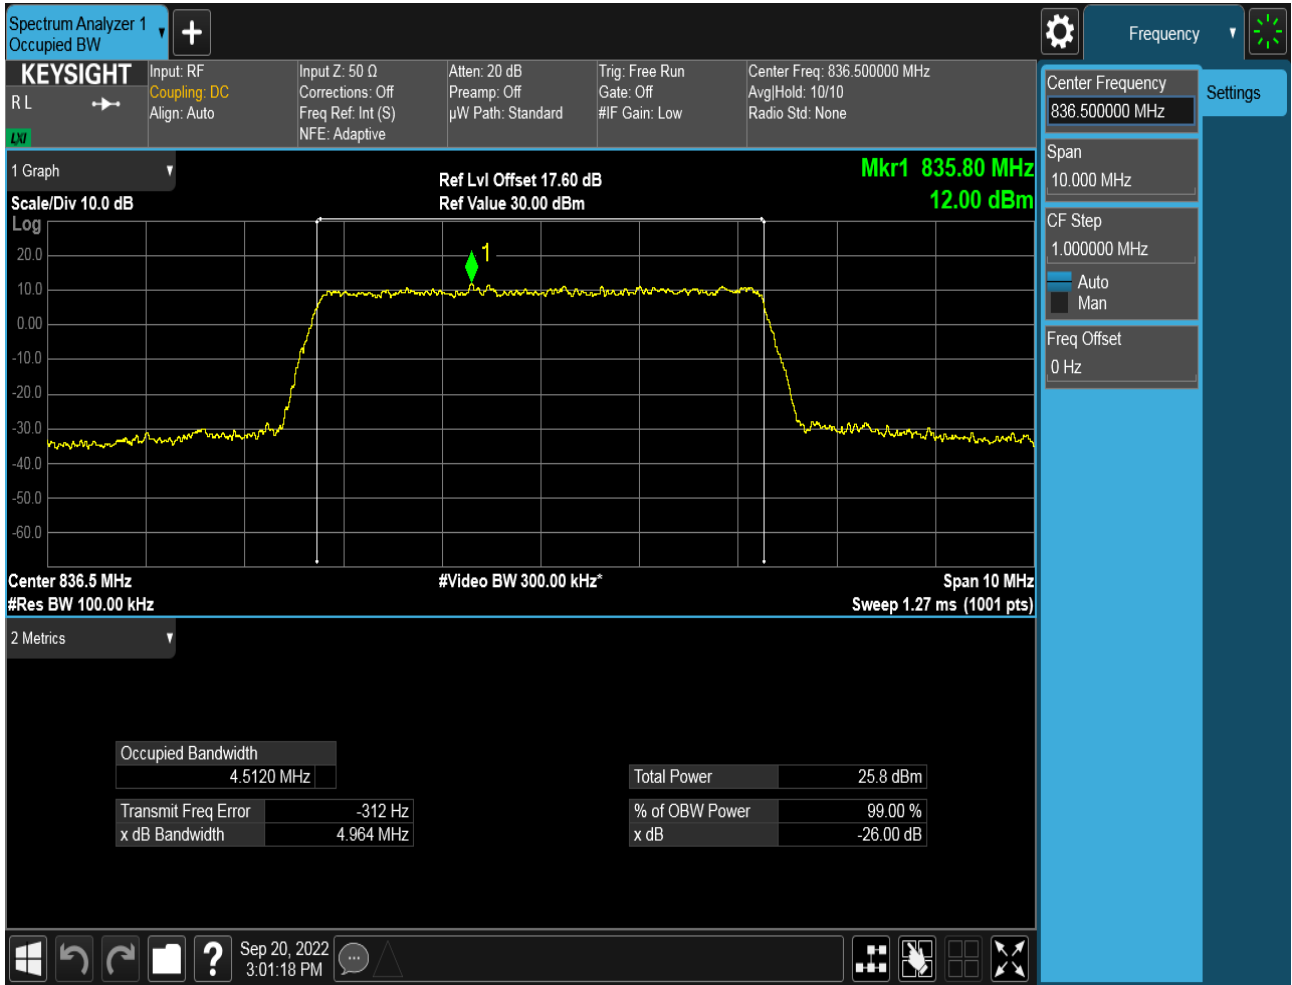 Spectrum Analyzer 1
Occupied BW
Frequency
KEYSIGHT
R L
LXI
Input: RF
Coupling: DC
Align: Auto
Input Z: 50 Ω
Corrections: Off
Freq Ref: Int (S)
NFE: Adaptive
Atten: 20 dB
Preamp: Off
µW Path: Standard
Trig: Free Run
Gate: Off
#IF Gain: Low
Center Freq: 836.500000 MHz
Avg|Hold: 10/10
Radio Std: None
Center Frequency
836.500000 MHz
Settings
Span
10.000 MHz
CF Step
1.000000 MHz
Auto
Man
Freq Offset
0 Hz
1 Graph
Scale/Div 10.0 dB
Ref Lvl Offset 17.60 dB
Ref Value 30.00 dBm
Mkr1 835.80 MHz
12.00 dBm
Log
1
20.0
10.0
0.00
-10.0
-20.0
-30.0
-40.0
-50.0
-60.0
Center 836.5 MHz
#Res BW 100.00 kHz
#Video BW 300.00 kHz*
Span 10 MHz
Sweep 1.27 ms (1001 pts)
2 Metrics
Occupied Bandwidth
4.5120 MHz
Transmit Freq Error -312 Hz
x dB Bandwidth 4.964 MHz
Total Power 25.8 dBm
% of OBW Power 99.00 %
x dB -26.00 dB
?
Sep 20, 2022
3:01:18 PM